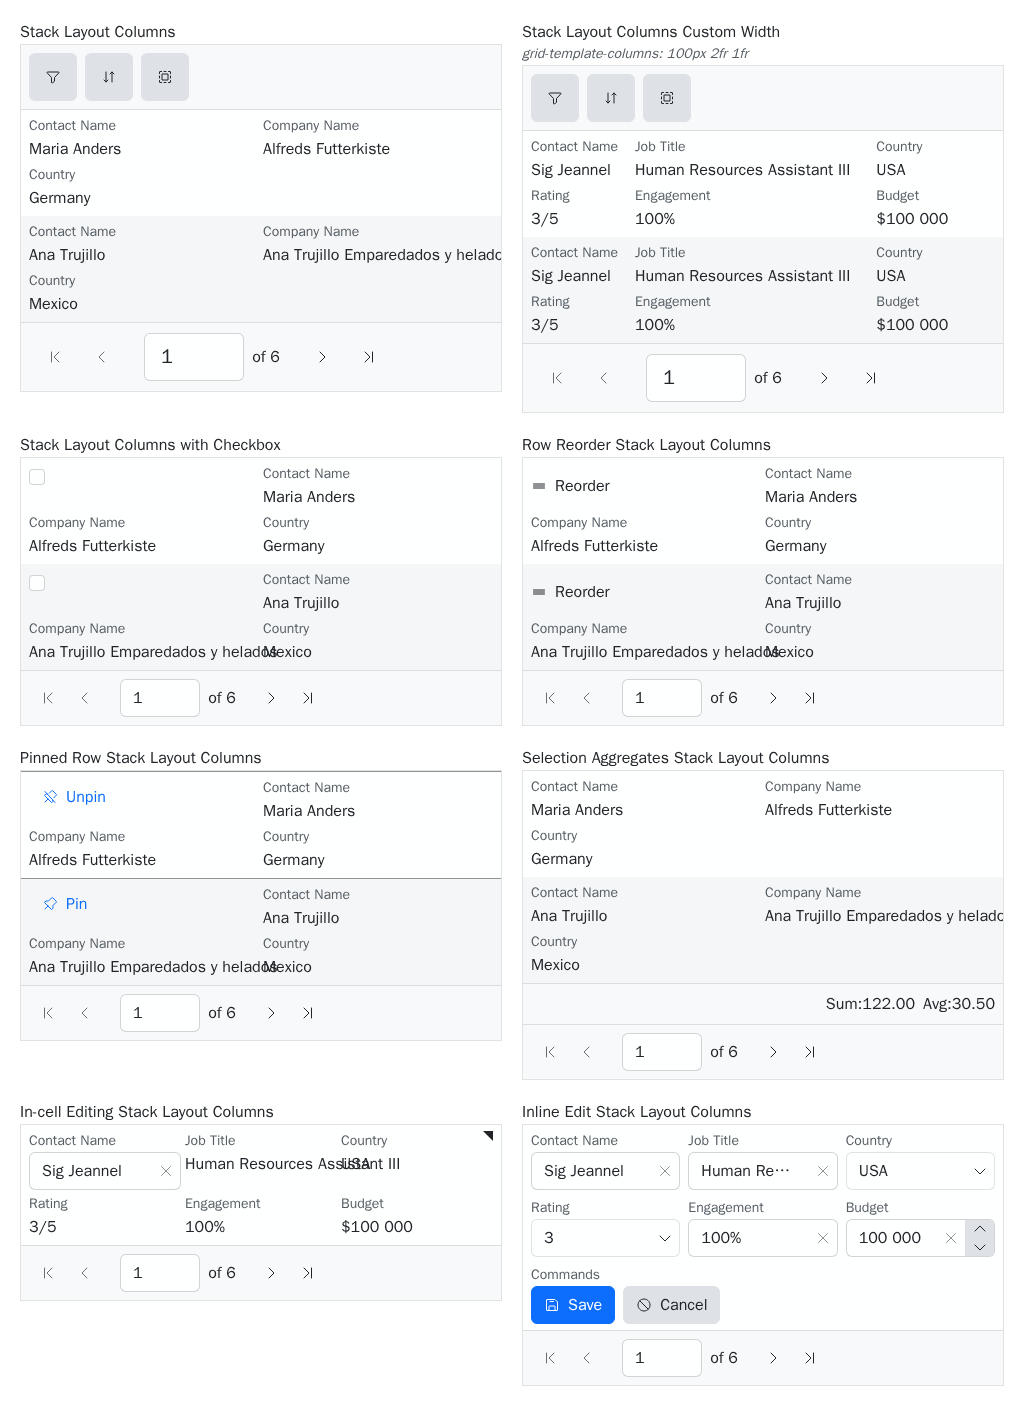 Stack Layout Columns
Contact Name Company Name
Maria Anders Alfreds Futterkiste
Country
Germany
Contact Name Company Name
Ana Trujillo Ana Trujillo Emparedados y helado
Country
Mexico
1 of 6
Stack Layout Columns Custom Width
grid-template-columns: 100px 2fr 1fr
Contact Name Job Title Country
Sig Jeannel Human Resources Assistant III USA
Rating Engagement Budget
3/5 100% $100 000
Contact Name Job Title Country
Sig Jeannel Human Resources Assistant III USA
Rating Engagement Budget
3/5 100% $100 000
1 of 6
Stack Layout Columns with Checkbox
Contact Name
Maria Anders
Company Name Country
Alfreds Futterkiste Germany
Contact Name
Ana Trujillo
Company Name Country
Ana Trujillo Emparedados y helados Mexico
1 of 6
Row Reorder Stack Layout Columns
Contact Name
Reorder Maria Anders
Company Name Country
Alfreds Futterkiste Germany
Contact Name
Reorder Ana Trujillo
Company Name Country
Ana Trujillo Emparedados y helados Mexico
1 of 6
Pinned Row Stack Layout Columns
Contact Name
Unpin Maria Anders
Company Name Country
Alfreds Futterkiste Germany
Contact Name
Pin Ana Trujillo
Company Name Country
Ana Trujillo Emparedados y helados Mexico
1 of 6
Selection Aggregates Stack Layout Columns
Contact Name Company Name
Maria Anders Alfreds Futterkiste
Country
Germany
Contact Name Company Name
Ana Trujillo Ana Trujillo Emparedados y helado
Country
Mexico
Sum:122.00 Avg:30.50
1 of 6
In-cell Editing Stack Layout Columns
Contact Name Job Title Country
Sig Jeannel Human Resources Assistant III USA
Rating Engagement Budget
3/5 100% $100 000
1 of 6
Inline Edit Stack Layout Columns
Contact Name Job Title Country
Sig Jeannel Human Re··· USA
Rating Engagement Budget
3 100% 100 000
Commands
Save Cancel
1 of 6